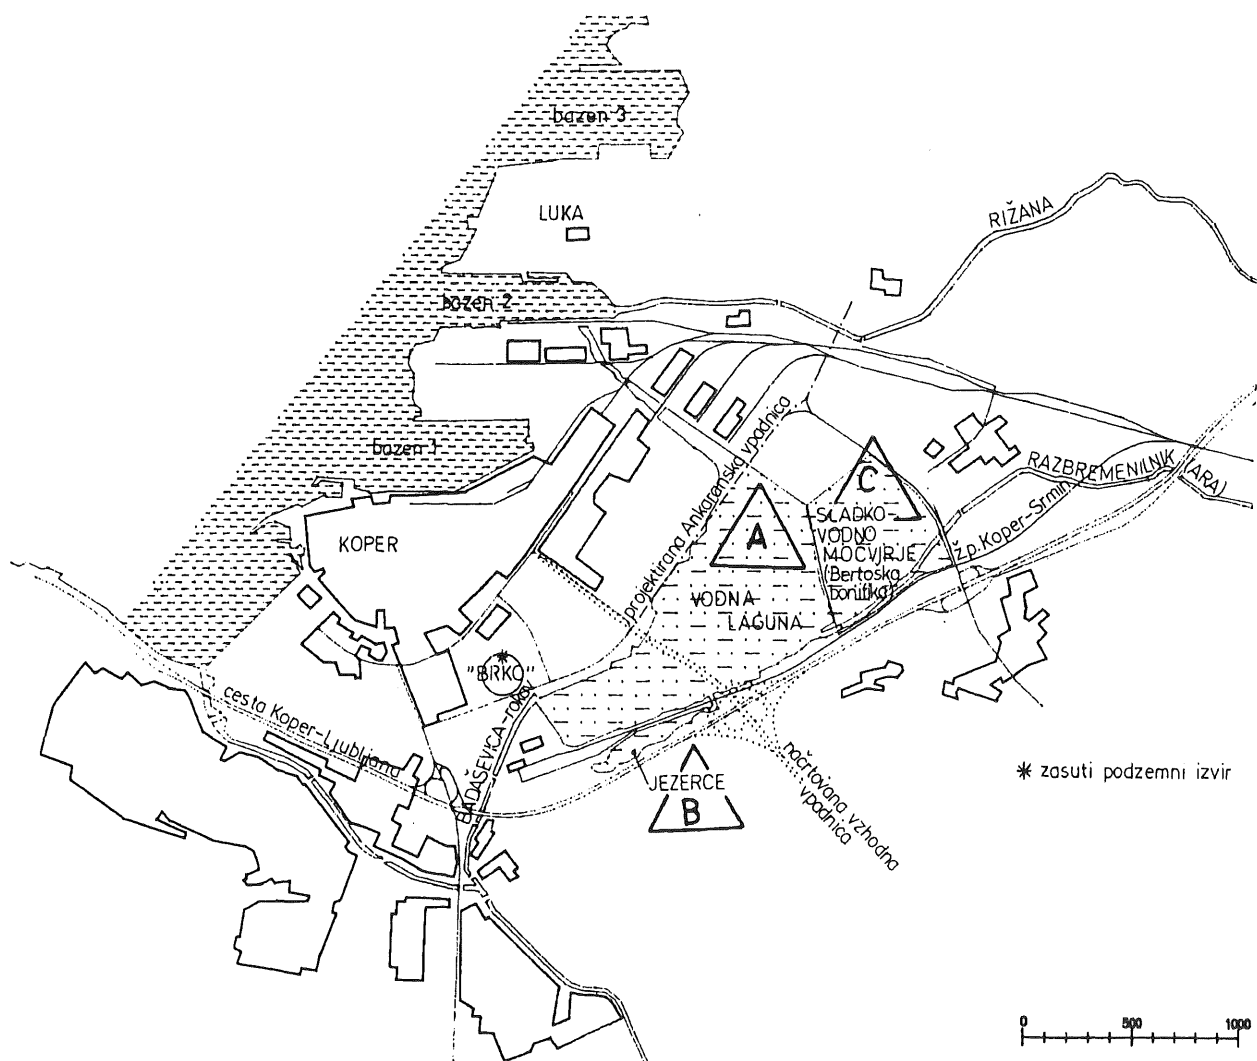 bazen 3
LUKA
RIŽANA
bazen 2
bazen 1
projektirana Ankaranska vpadnica
C
RAZBREMENILNIK
ARA)
SLADKO-
VODNO
MOČVIRJE
(Bertoška
bonifika)
ž.p. Koper-Srmin
A
KOPER
VODNA
LAGUNA
"BRKO"
BADAŠEVICA-rokav
cesta Koper-Ljubljana
načrtovana vzhodna
vpadnica
JEZERCE
B
* zasuti podzemni izvir
0 500 1000